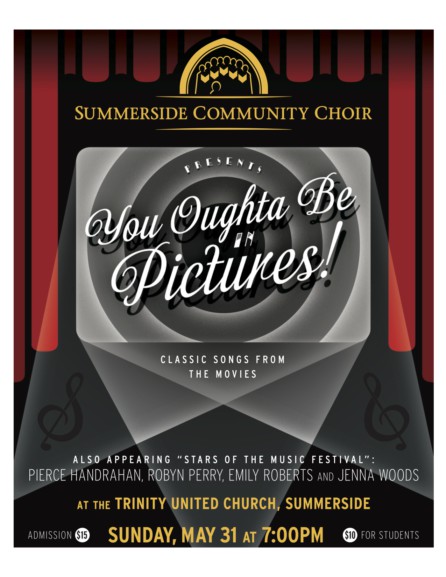 SUMMERSIDE COMMUNITY CHOIR
PRESENTS
You Oughta Be
IN
Pictures!
CLASSIC SONGS FROM
THE MOVIES
ALSO APPEARING "STARS OF THE MUSIC FESTIVAL":
PIERCE HANDRAHAN, ROBYN PERRY, EMILY ROBERTS AND JENNA WOODS
AT THE TRINITY UNITED CHURCH, SUMMERSIDE
ADMISSION $15 SUNDAY, MAY 31 AT 7:00PM $10 FOR STUDENTS